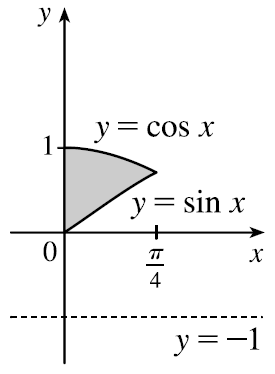 y
y = cos x
1
y = sin x
0
π/4
x
y = −1